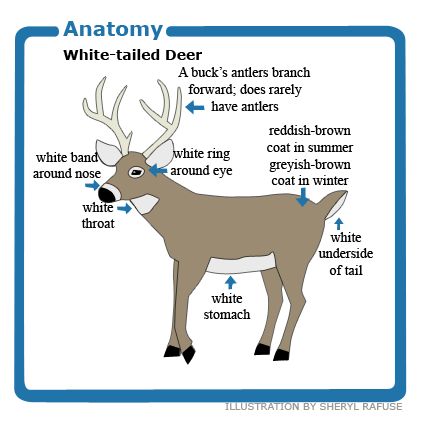 Anatomy
White-tailed Deer
A buck's antlers branch
forward; does rarely
have antlers
reddish-brown
coat in summer
greyish-brown
coat in winter
white band
around nose
white ring
around eye
white
throat
white
underside
of tail
white
stomach
ILLUSTRATION BY SHERYL RAFUSE